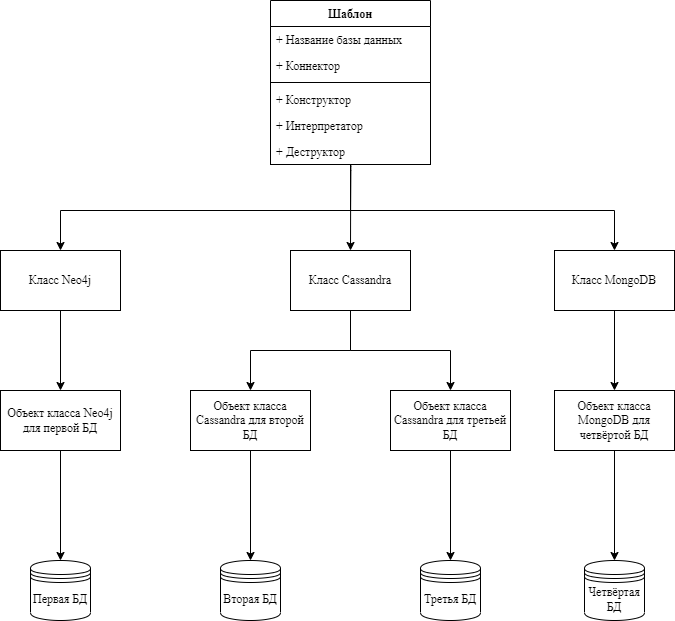 Шаблон
+ Название базы данных
+ Коннектор
+ Конструктор
+ Интерпретатор
+ Деструктор
Класс Neo4j
Класс Cassandra
Класс MongoDB
Объект класса Neo4j
для первой БД
Объект класса
Cassandra для второй
БД
Объект класса
Cassandra для третьей
БД
Объект класса
MongoDB для
четвёртой БД
Первая БД
Вторая БД
Третья БД
Четвёртая
БД